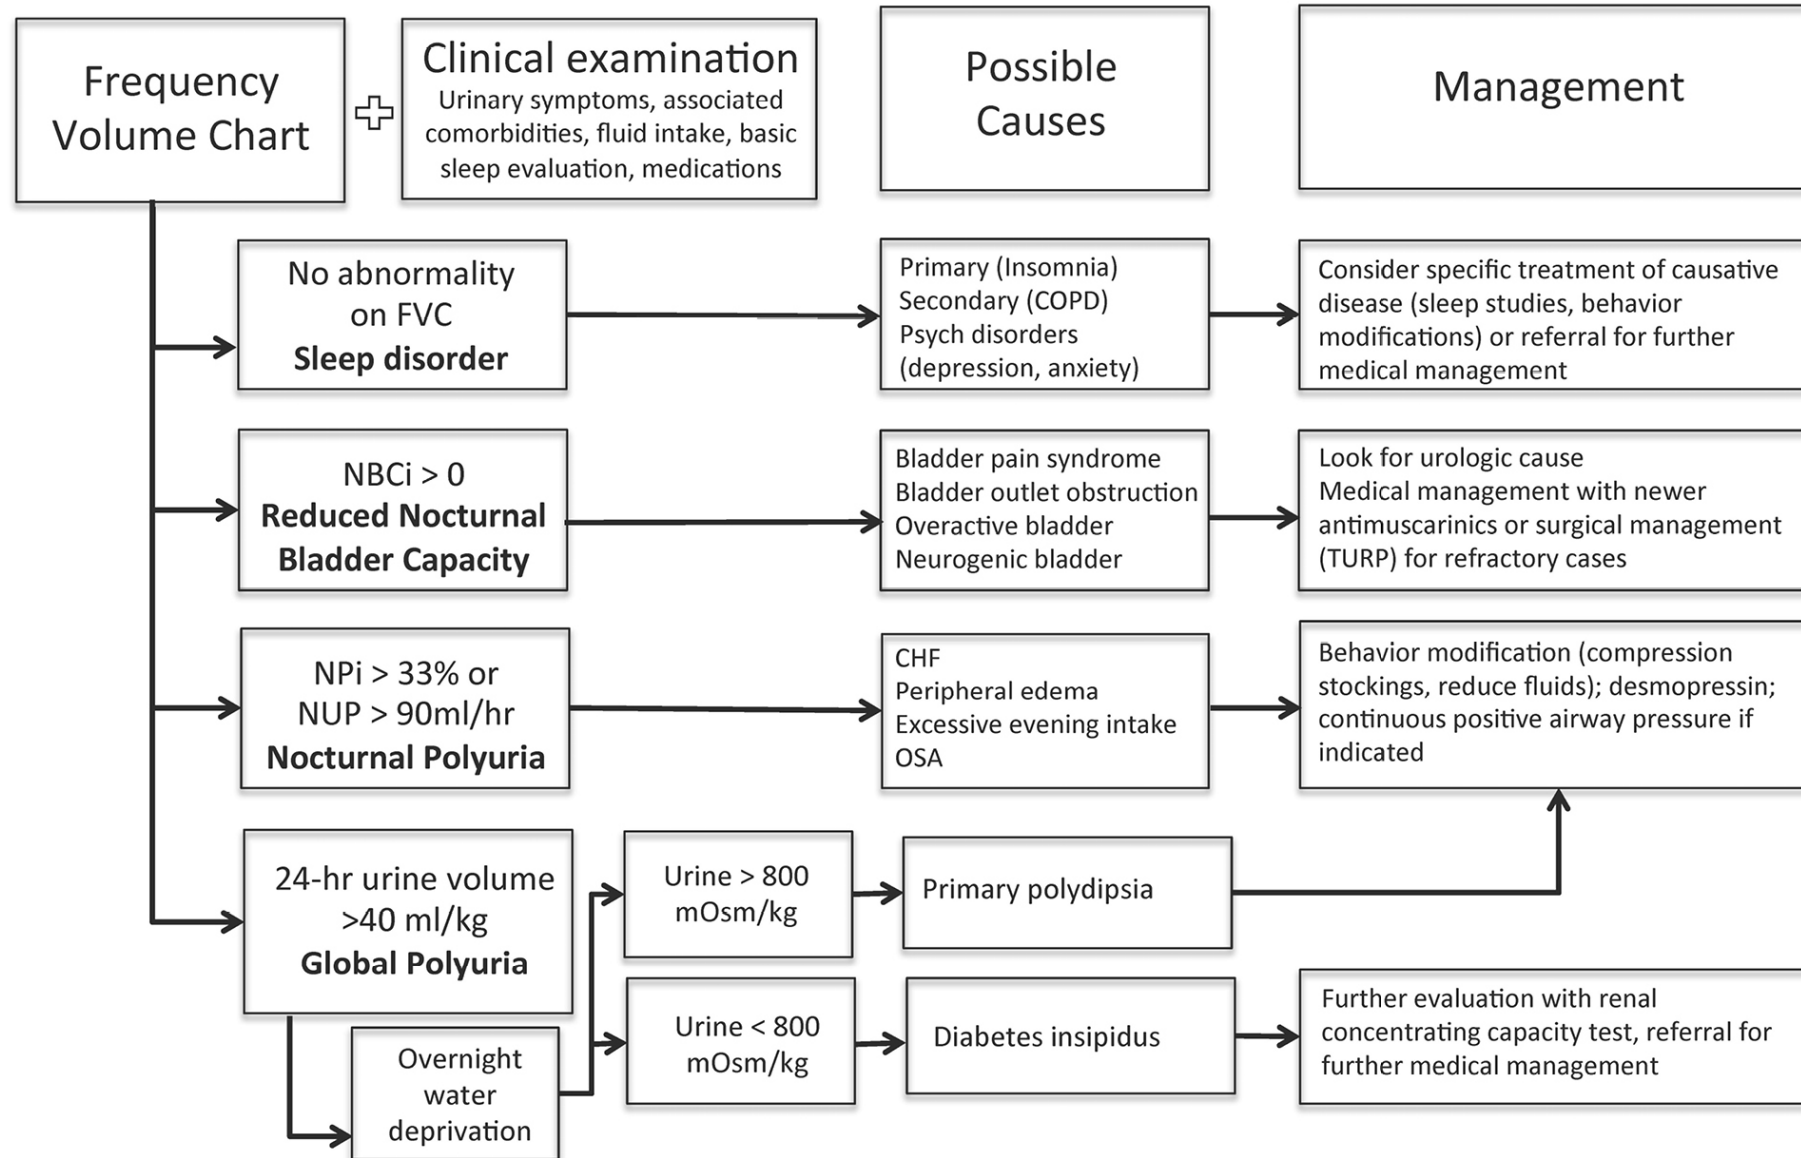 Frequency
Volume Chart
Clinical examination
Urinary symptoms, associated
comorbidities, fluid intake, basic
sleep evaluation, medications
Possible
Causes
Management
No abnormality
on FVC
Sleep disorder
Primary (Insomnia)
Secondary (COPD)
Psych disorders
(depression, anxiety)
Consider specific treatment of causative
disease (sleep studies, behavior
modifications) or referral for further
medical management
NBCi > 0
Reduced Nocturnal
Bladder Capacity
Bladder pain syndrome
Bladder outlet obstruction
Overactive bladder
Neurogenic bladder
Look for urologic cause
Medical management with newer
antimuscarinics or surgical management
(TURP) for refractory cases
NPi > 33% or
NUP > 90ml/hr
Nocturnal Polyuria
CHF
Peripheral edema
Excessive evening intake
OSA
Behavior modification (compression
stockings, reduce fluids); desmopressin;
continuous positive airway pressure if
indicated
24-hr urine volume
>40 ml/kg
Global Polyuria
Urine > 800
mOsm/kg
Primary polydipsia
Overnight
water
deprivation
Urine < 800
mOsm/kg
Diabetes insipidus
Further evaluation with renal
concentrating capacity test, referral for
further medical management